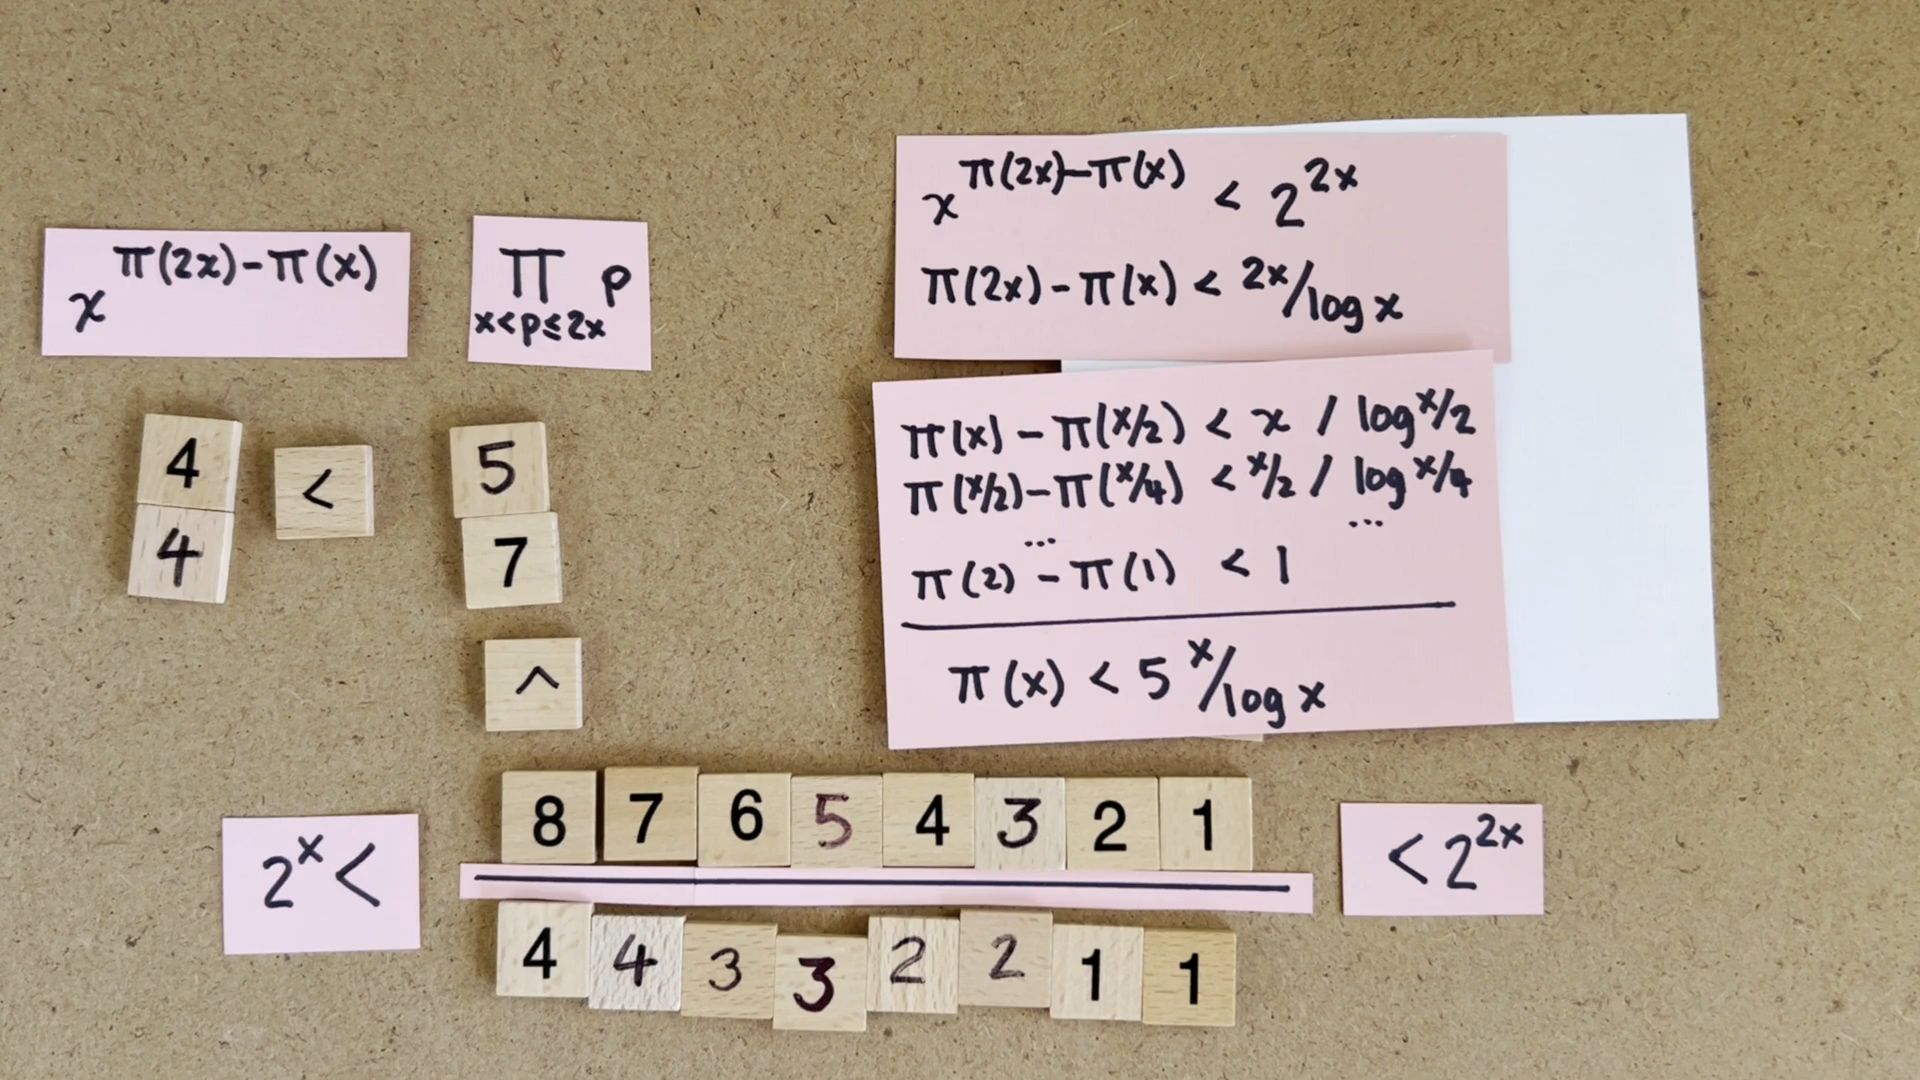 x^π(2x)-π(x)
π p
x<p≤2x
4 < 5
4 7
^
2^x <
8 7 6 5 4 3 2 1
4 4 3 3 2 2 1 1
< 2^2x
x^π(2x)-π(x) < 2^2x
π(2x) - π(x) < 2x/log x
π(x) - π(x/2) < x / log x/2
π(x/2) - π(x/4) < x/2 / log x/4
... ...
π(2) - π(1) < 1
π(x) < 5 x/log x